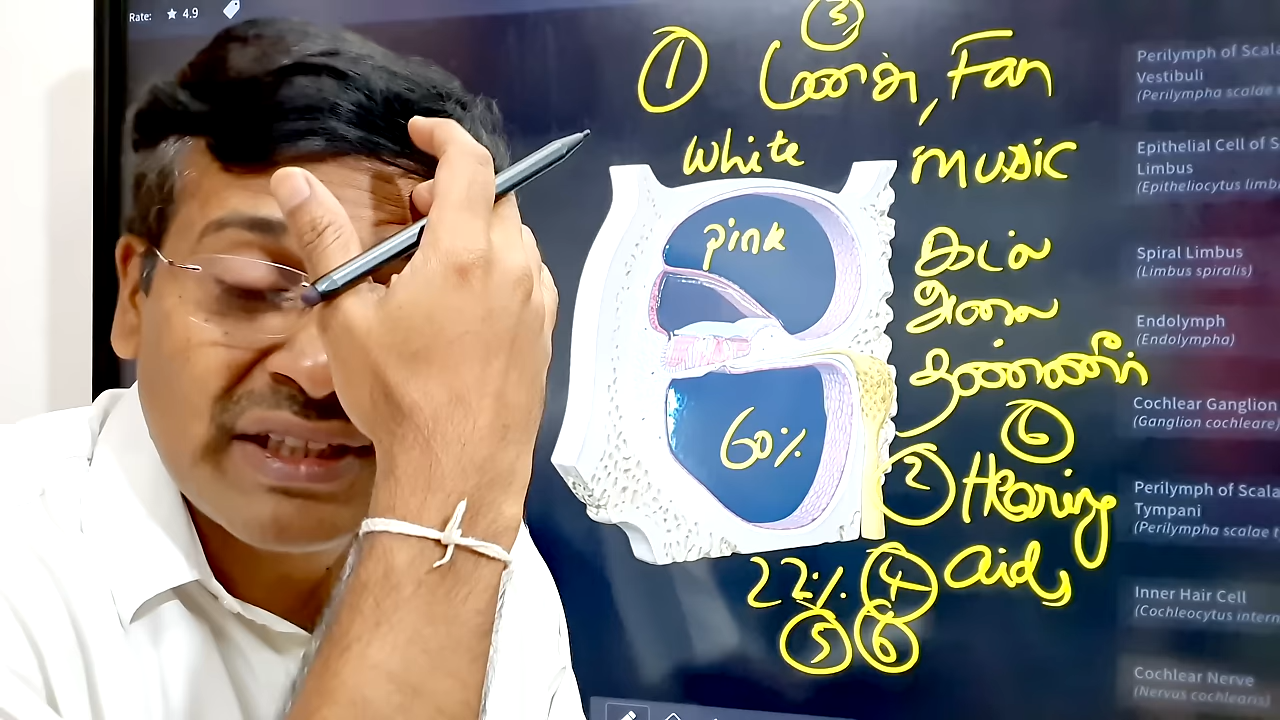 Rate: ★ 4.9
③
① Fan
white
music
pink
கடல்
அலை
தண்ணீர்
60%
⑥
② Hearing
aid,
22% ④
⑤ ⑥
Perilymph of Scala
Vestibuli
(Perilympha scalae
Epithelial Cell of S
Limbus
(Epitheliocytus limb
Spiral Limbus
(Limbus spiralis)
Endolymph
(Endolympha)
Cochlear Ganglion
(Ganglion cochleare)
Perilymph of Scala
Tympani
(Perilympha scalae t
Inner Hair Cell
(Cochleocytus intern
Cochlear Nerve
(Nervus cochlearis)